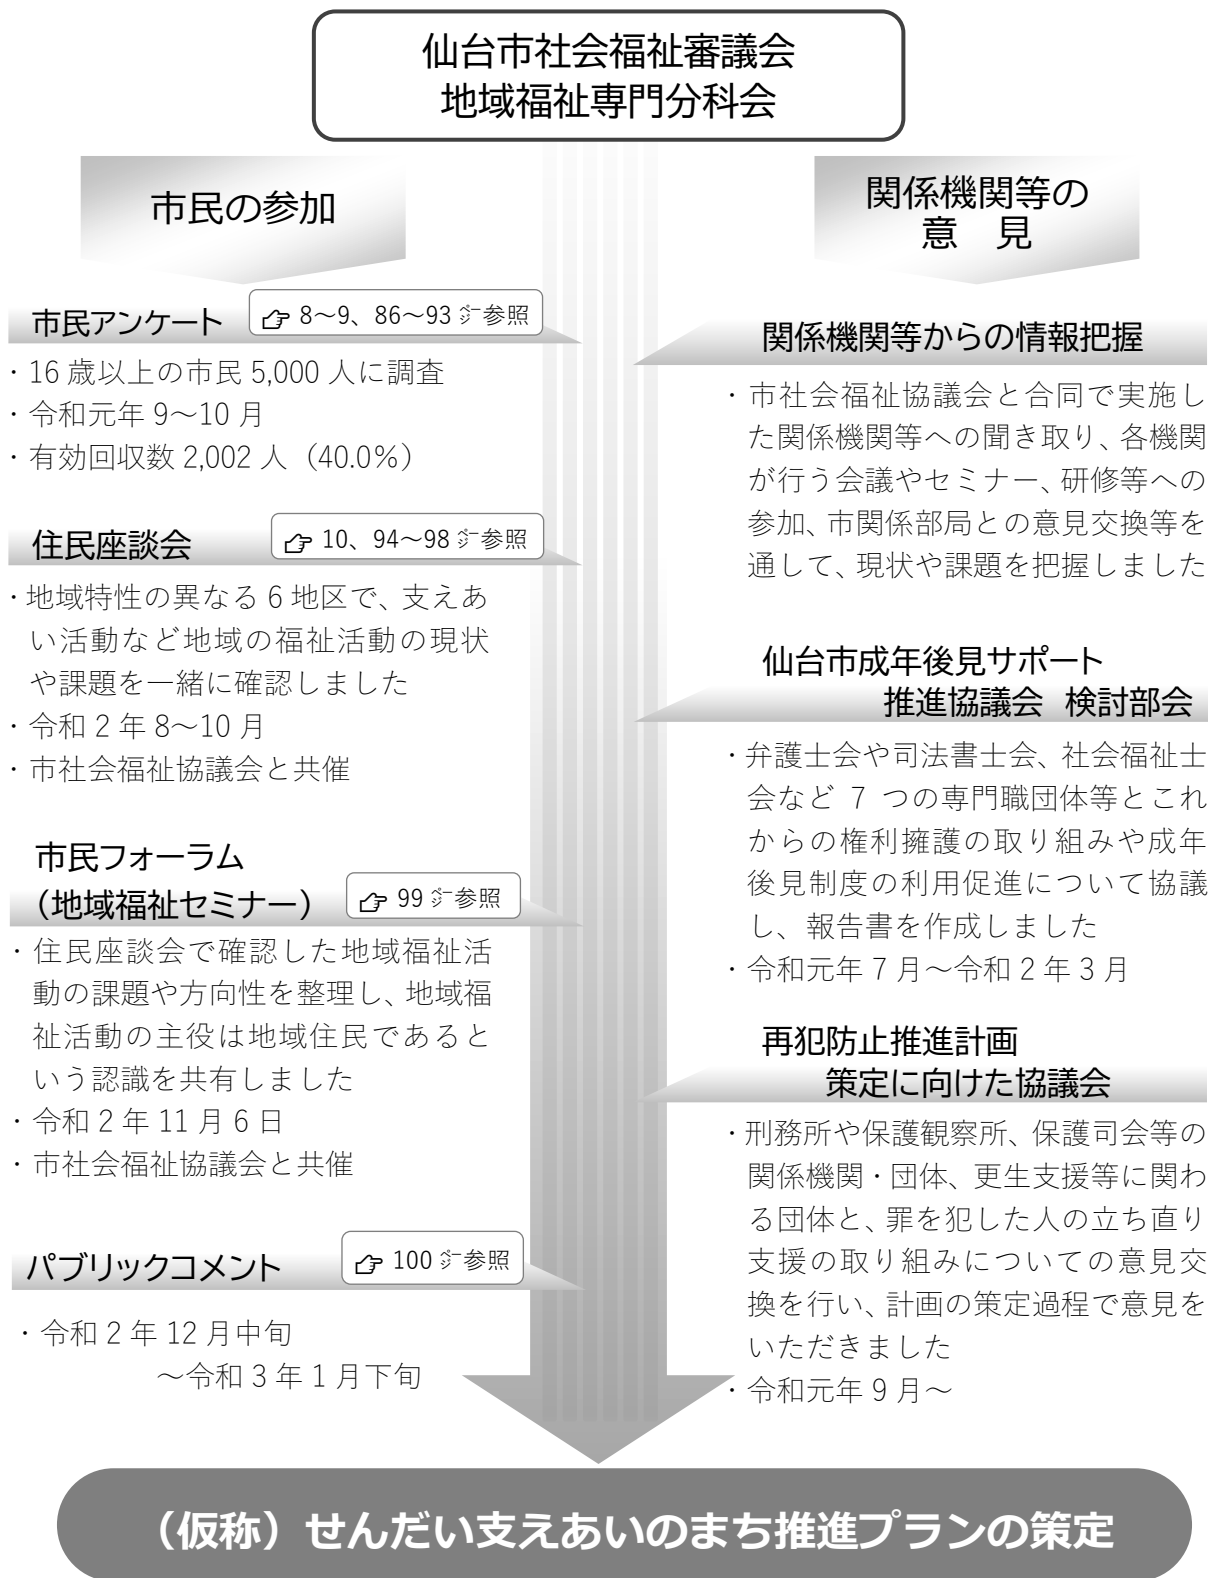 仙台市社会福祉審議会
地域福祉専門分科会
市民の参加
市民アンケート
8～9、86～93 ㌻参照
・16 歳以上の市民 5,000 人に調査
・令和元年 9～10 月
・有効回収数 2,002 人（40.0％）
住民座談会
10、94～98 ㌻参照
・地域特性の異なる 6 地区で、支えあ
い活動など地域の福祉活動の現状
や課題を一緒に確認しました
・令和 2 年 8～10 月
・市社会福祉協議会と共催
市民フォーラム
（地域福祉セミナー）
99 ㌻参照
・住民座談会で確認した地域福祉活
動の課題や方向性を整理し、地域福
祉活動の主役は地域住民であると
いう認識を共有しました
・令和 2 年 11 月 6 日
・市社会福祉協議会と共催
パブリックコメント
100 ㌻参照
・令和 2 年 12 月中旬
～令和 3 年 1 月下旬
関係機関等の
意　見
関係機関等からの情報把握
・市社会福祉協議会と合同で実施し
た関係機関等への聞き取り、各機関
が行う会議やセミナー、研修等への
参加、市関係部局との意見交換等を
通して、現状や課題を把握しました
仙台市成年後見サポート
推進協議会　検討部会
・弁護士会や司法書士会、社会福祉士
会など 7 つの専門職団体等とこれ
からの権利擁護の取り組みや成年
後見制度の利用促進について協議
し、報告書を作成しました
・令和元年 7 月～令和 2 年 3 月
再犯防止推進計画
策定に向けた協議会
・刑務所や保護観察所、保護司会等の
関係機関・団体、更生支援等に関わ
る団体と、罪を犯した人の立ち直り
支援の取り組みについての意見交
換を行い、計画の策定過程で意見を
いただきました
・令和元年 9 月～
（仮称）せんだい支えあいのまち推進プランの策定